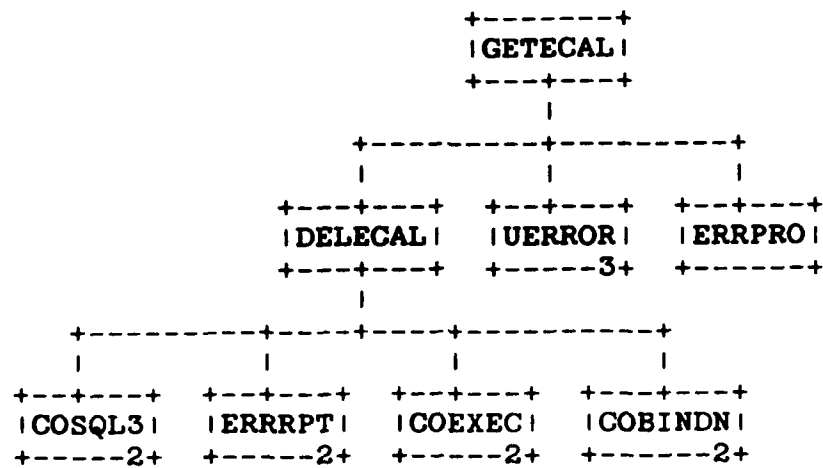 GETECAL
DELECAL UERROR ERRPRO
3
COSQL3 ERRRPT COEXEC COBINDN
2 2 2 2